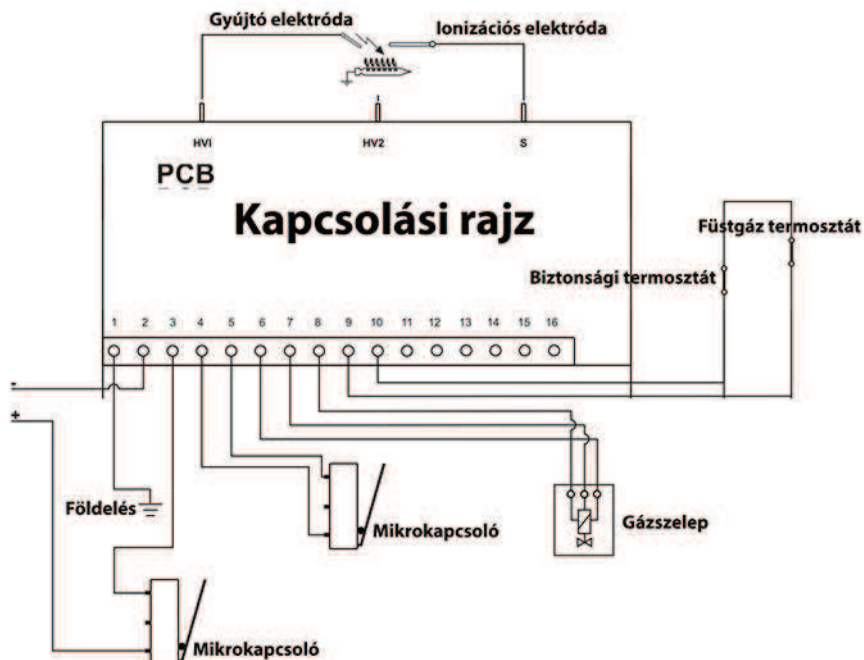 Gyújtó elektróda
Ionizációs elektróda
HVI
HV2
S
PCB
Kapcsolási rajz
Füstgáz termosztát
Biztonsági termosztát
1 2 3 4 5 6 7 8 9 10 11 12 13 14 15 16
-
+
Földelés
Mikrokapcsoló
Gázszelep
Mikrokapcsoló